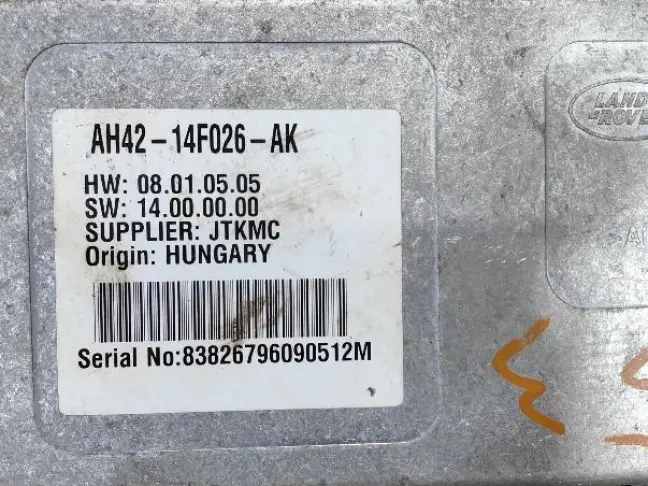 AH42-14F026-AK
HW: 08.01.05.05
SW: 14.00.00.00
SUPPLIER: JTKMC
Origin: HUNGARY
Serial No:83826796090512M
LAND
ROVER